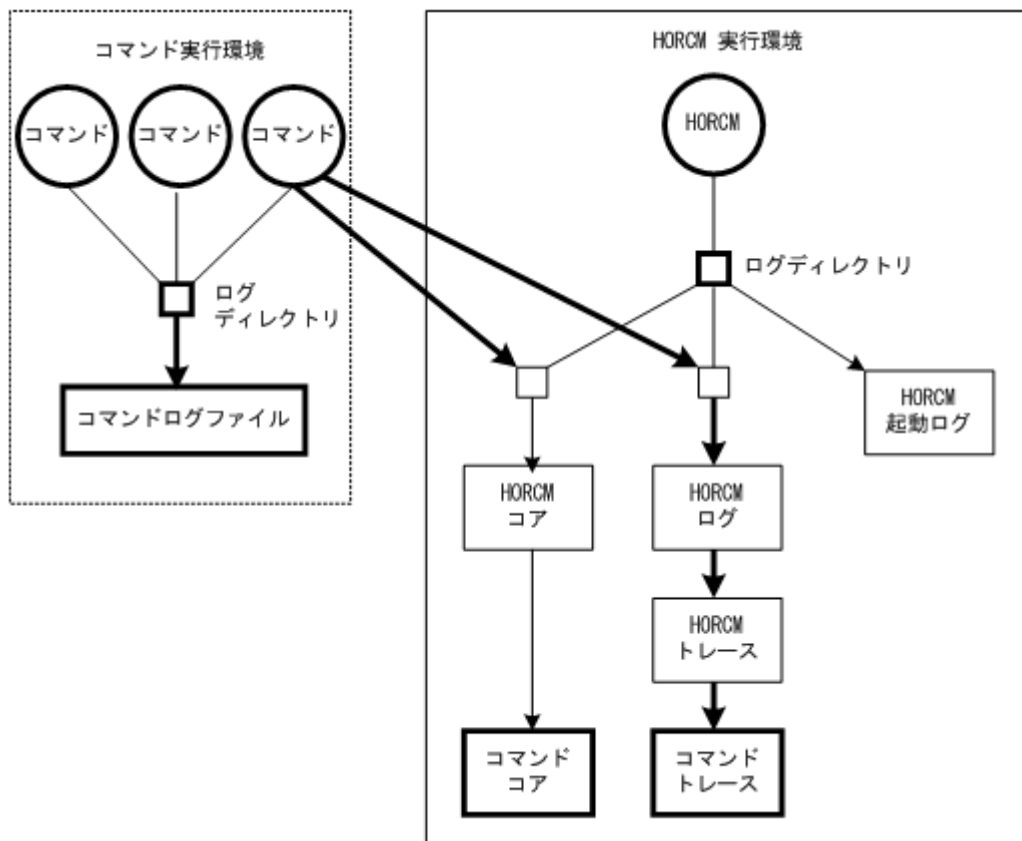 コマンド実行環境
コマンド
コマンド
コマンド
ログ
ディレクトリ
コマンドログファイル
HORCM 実行環境
HORCM
ログディレクトリ
HORCM
起動ログ
HORCM
コア
HORCM
ログ
HORCM
トレース
コマンド
コア
コマンド
トレース